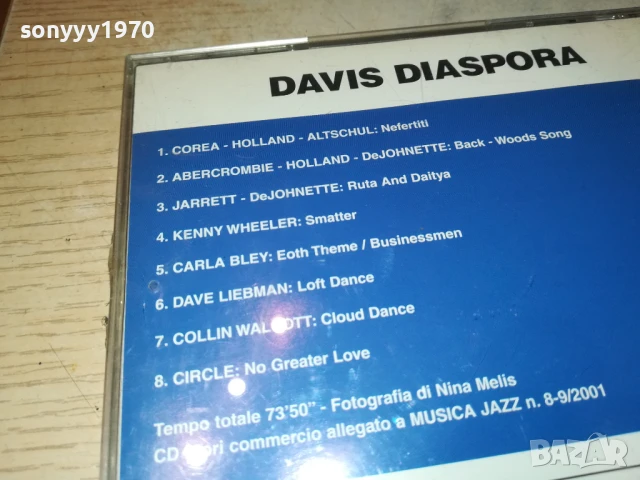 sonyyy1970
DAVIS DIASPORA
1. COREA - HOLLAND - ALTSCHUL: Nefertiti
2. ABERCROMBIE - HOLLAND - DeJOHNETTE: Back - Woods Song
3. JARRETT - DeJOHNETTE: Ruta And Daitya
4. KENNY WHEELER: Smatter
5. CARLA BLEY: Eoth Theme / Businessmen
6. DAVE LIEBMAN: Loft Dance
7. COLLIN WALCOTT: Cloud Dance
8. CIRCLE: No Greater Love
Tempo totale 73'50" - Fotografia di Nina Melis
CD fuori commercio allegato a MUSICA JAZZ n. 8-9/2001
BAZAR